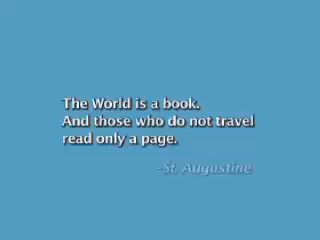 The World is a book.
And those who do not travel
read only a page.
-St. Augustine